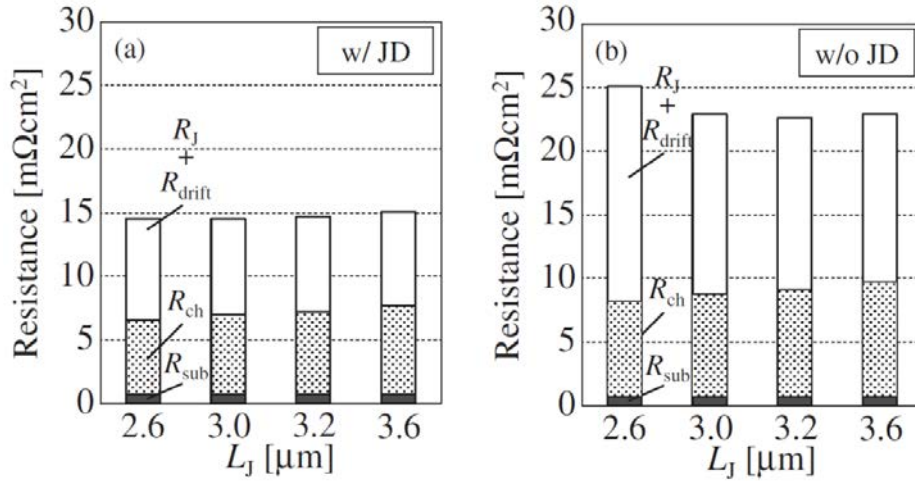 (a)
w/ JD
Resistance [mΩcm²]
30
25
20
15
10
5
0
R_J
+
R_drift
R_ch
R_sub
2.6 3.0 3.2 3.6
L_J [μm]
(b)
w/o JD
Resistance [mΩcm²]
30
25
20
15
10
5
0
R_J
+
R_drift
R_ch
R_sub
2.6 3.0 3.2 3.6
L_J [μm]